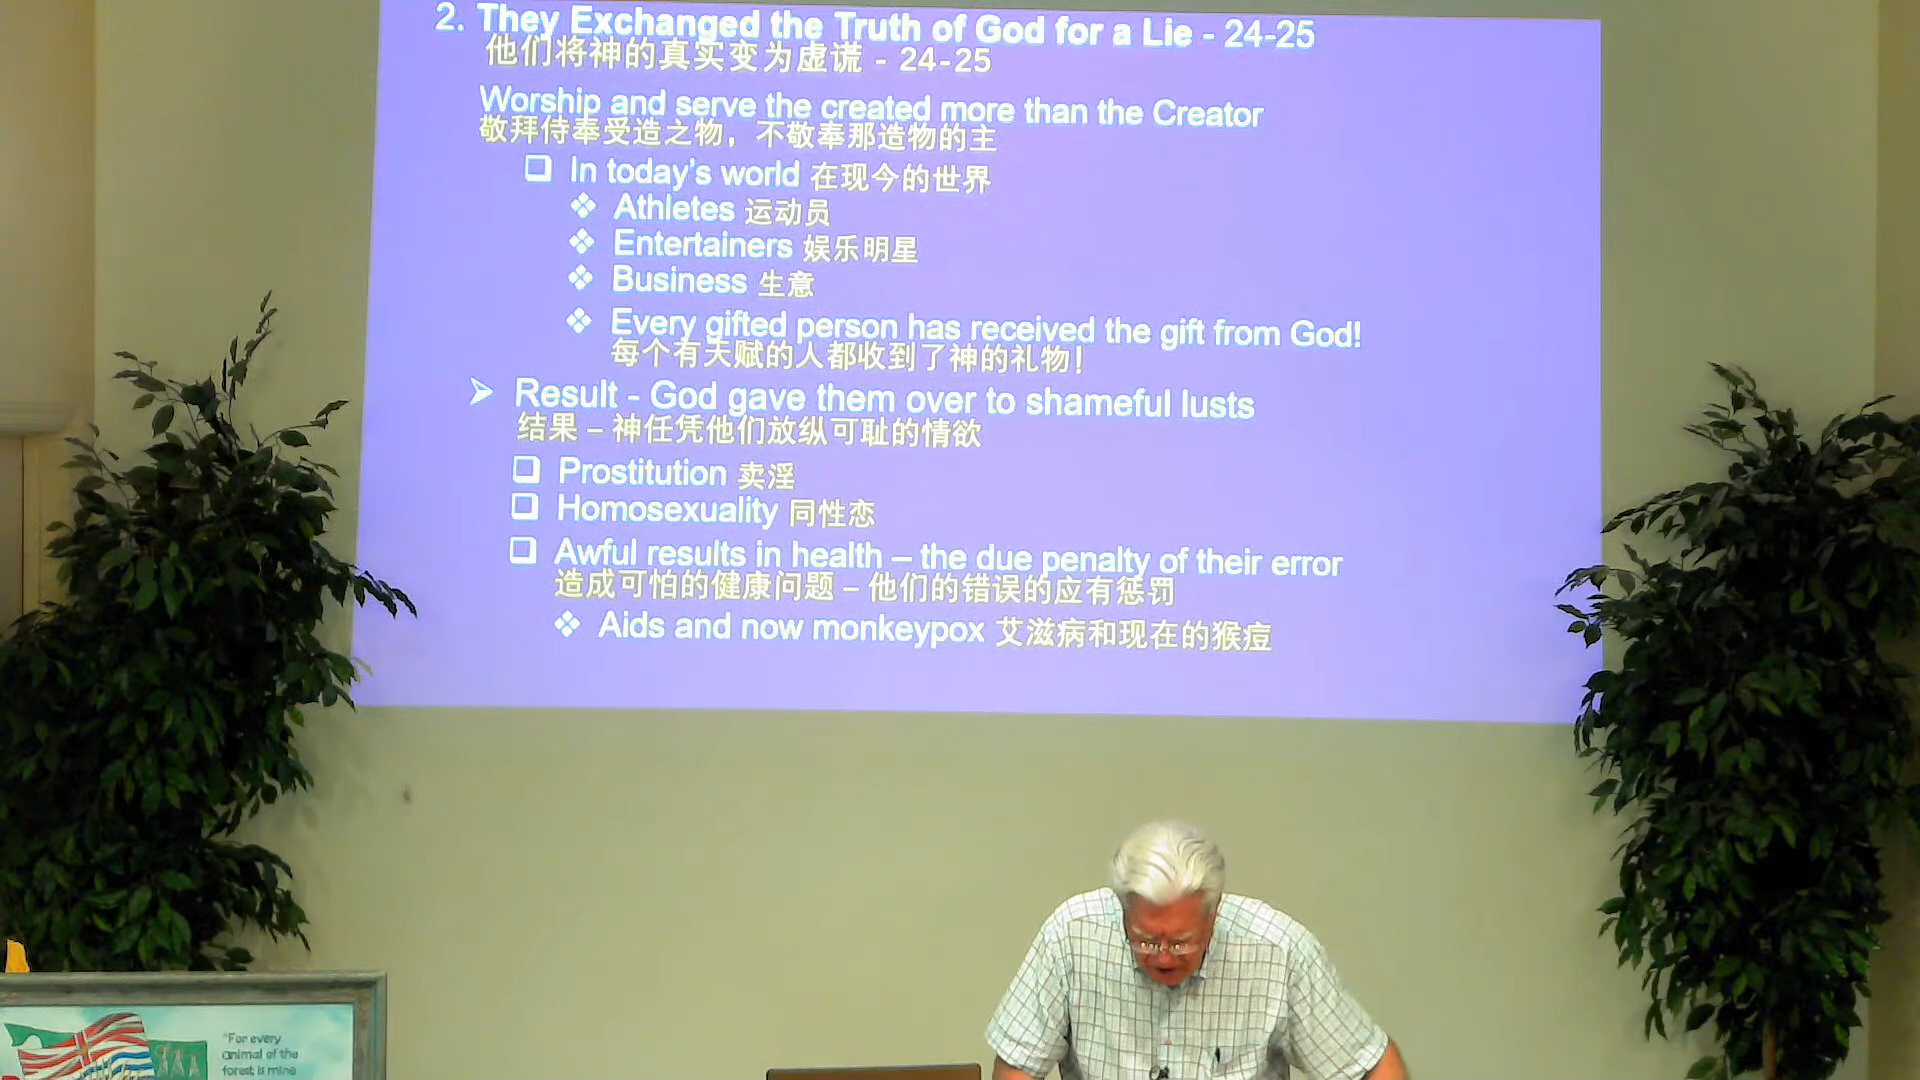 2. They Exchanged the Truth of God for a Lie - 24-25
他们将神的真实变为虚谎 - 24-25
Worship and serve the created more than the Creator
敬拜侍奉受造之物，不敬奉那造物的主
In today's world 在现今的世界
Athletes 运动员
Entertainers 娱乐明星
Business 生意
Every gifted person has received the gift from God!
每个有天赋的人都收到了神的礼物！
Result - God gave them over to shameful lusts
结果 – 神任凭他们放纵可耻的情欲
Prostitution 卖淫
Homosexuality 同性恋
Awful results in health – the due penalty of their error
造成可怕的健康问题 – 他们的错误的应有惩罚
Aids and now monkeypox 艾滋病和现在的猴痘
"For every
animal of the
forest is mine